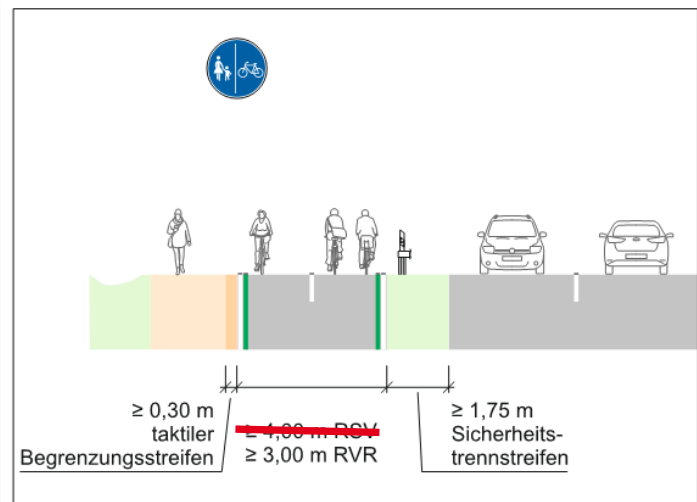 ≥ 0,30 m
taktiler
Begrenzungsstreifen
≥ 4,00 m RSV
≥ 3,00 m RVR
≥ 1,75 m
Sicherheits-
trennstreifen